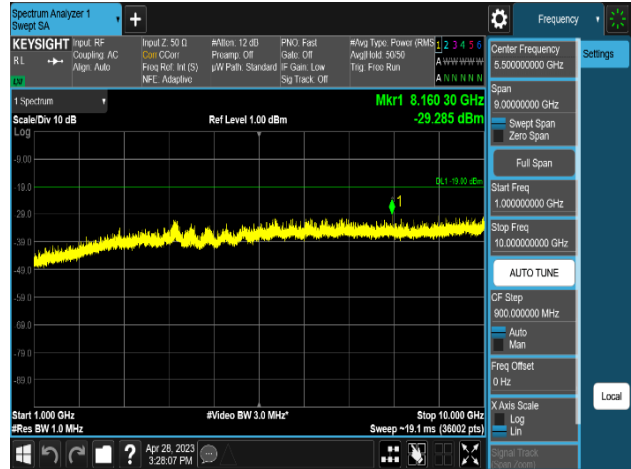 Spectrum Analyzer 1
Swept SA
Frequency
KEYSIGHT
RL
LV
Input: RF
Coupling: AC
Align: Auto
Input Z: 50 Ω
Corr CCorr
Freq Ref: Int (S)
NFE: Adaptive
#Atten: 12 dB
Preamp: Off
µW Path: Standard
PNO: Fast
Gate: Off
IF Gain: Low
Sig Track: Off
#Avg Type: Power (RMS
Avg|Hold: 50/50
Trig: Free Run
1 2 3 4 5 6
A W W W W W
A N N N N N
1 Spectrum
Scale/Div 10 dB
Ref Level 1.00 dBm
Mkr1 8.160 30 GHz
-29.285 dBm
Log
-9.00
-19.0
-29.0
-39.0
-49.0
-59.0
-69.0
-79.0
-89.0
DL1 -19.00 dBm
1
Start 1.000 GHz
#Res BW 1.0 MHz
#Video BW 3.0 MHz*
Stop 10.000 GHz
Sweep ~19.1 ms (36002 pts)
Apr 28, 2023
3:28:07 PM
?
Center Frequency
5.500000000 GHz
Span
9.00000000 GHz
Swept Span
Zero Span
Full Span
Start Freq
1.000000000 GHz
Stop Freq
10.000000000 GHz
AUTO TUNE
CF Step
900.000000 MHz
Auto
Man
Freq Offset
0 Hz
X Axis Scale
Log
Lin
Signal Track
(Span Zoom)
Settings
Local